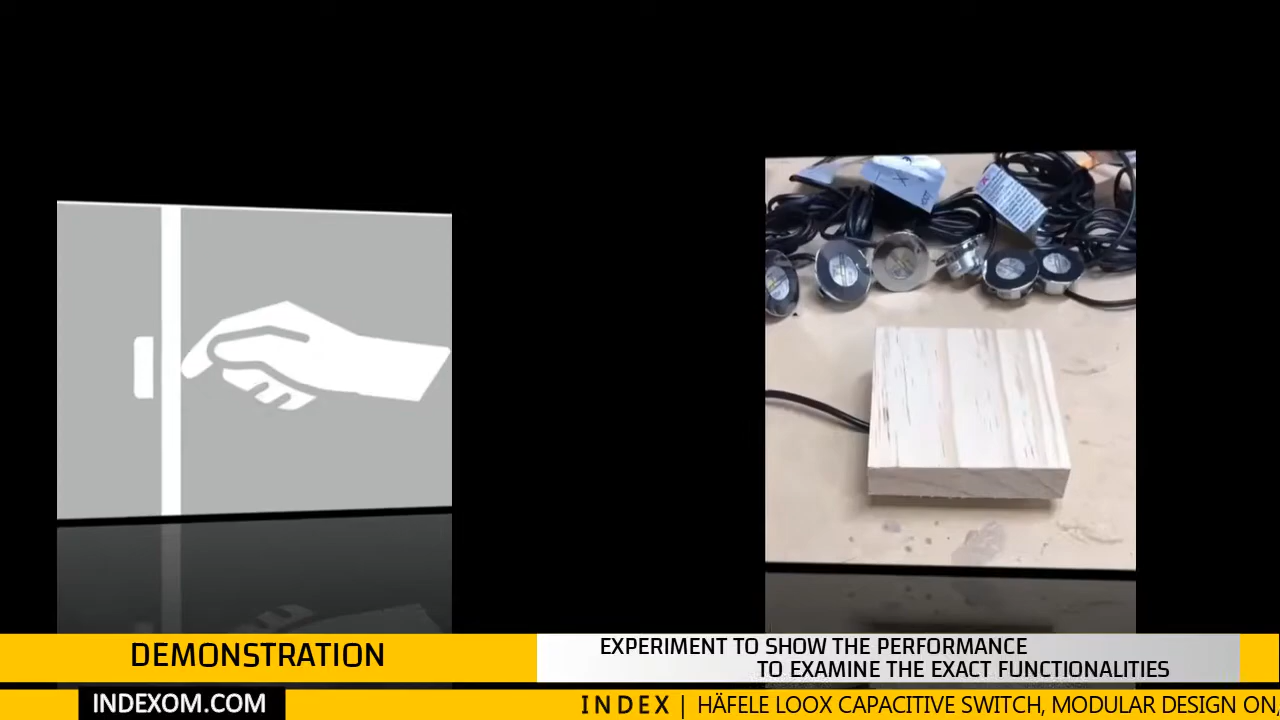 DEMONSTRATION
EXPERIMENT TO SHOW THE PERFORMANCE
TO EXAMINE THE EXACT FUNCTIONALITIES
INDEXOM.COM
INDEX | HÄFELE LOOX CAPACITIVE SWITCH, MODULAR DESIGN ON,